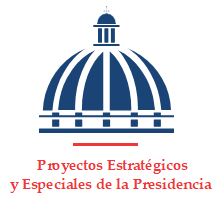 Proyectos Estratégicos
y Especiales de la Presidencia